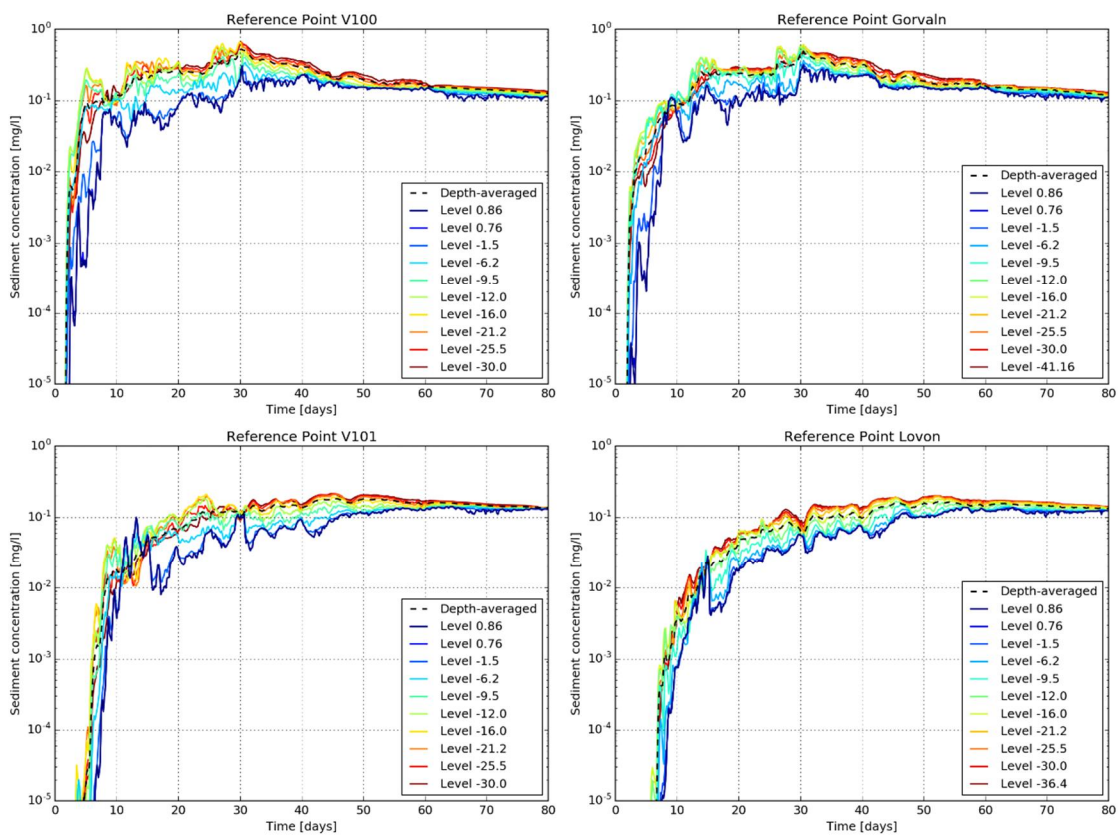 Reference Point V100
Sediment concentration [mg/l]
10^0
10^-1
10^-2
10^-3
10^-4
10^-5
Depth-averaged
Level 0.86
Level 0.76
Level -1.5
Level -6.2
Level -9.5
Level -12.0
Level -16.0
Level -21.2
Level -25.5
Level -30.0
0 10 20 30 40 50 60 70 80
Time [days]
Reference Point Gorvaln
Sediment concentration [mg/l]
10^0
10^-1
10^-2
10^-3
10^-4
10^-5
Depth-averaged
Level 0.86
Level 0.76
Level -1.5
Level -6.2
Level -9.5
Level -12.0
Level -16.0
Level -21.2
Level -25.5
Level -30.0
Level -41.16
0 10 20 30 40 50 60 70 80
Time [days]
Reference Point V101
Sediment concentration [mg/l]
10^0
10^-1
10^-2
10^-3
10^-4
10^-5
Depth-averaged
Level 0.86
Level 0.76
Level -1.5
Level -6.2
Level -9.5
Level -12.0
Level -16.0
Level -21.2
Level -25.5
Level -30.0
0 10 20 30 40 50 60 70 80
Time [days]
Reference Point Lovon
Sediment concentration [mg/l]
10^0
10^-1
10^-2
10^-3
10^-4
10^-5
Depth-averaged
Level 0.86
Level 0.76
Level -1.5
Level -6.2
Level -9.5
Level -12.0
Level -16.0
Level -21.2
Level -25.5
Level -30.0
Level -36.4
0 10 20 30 40 50 60 70 80
Time [days]